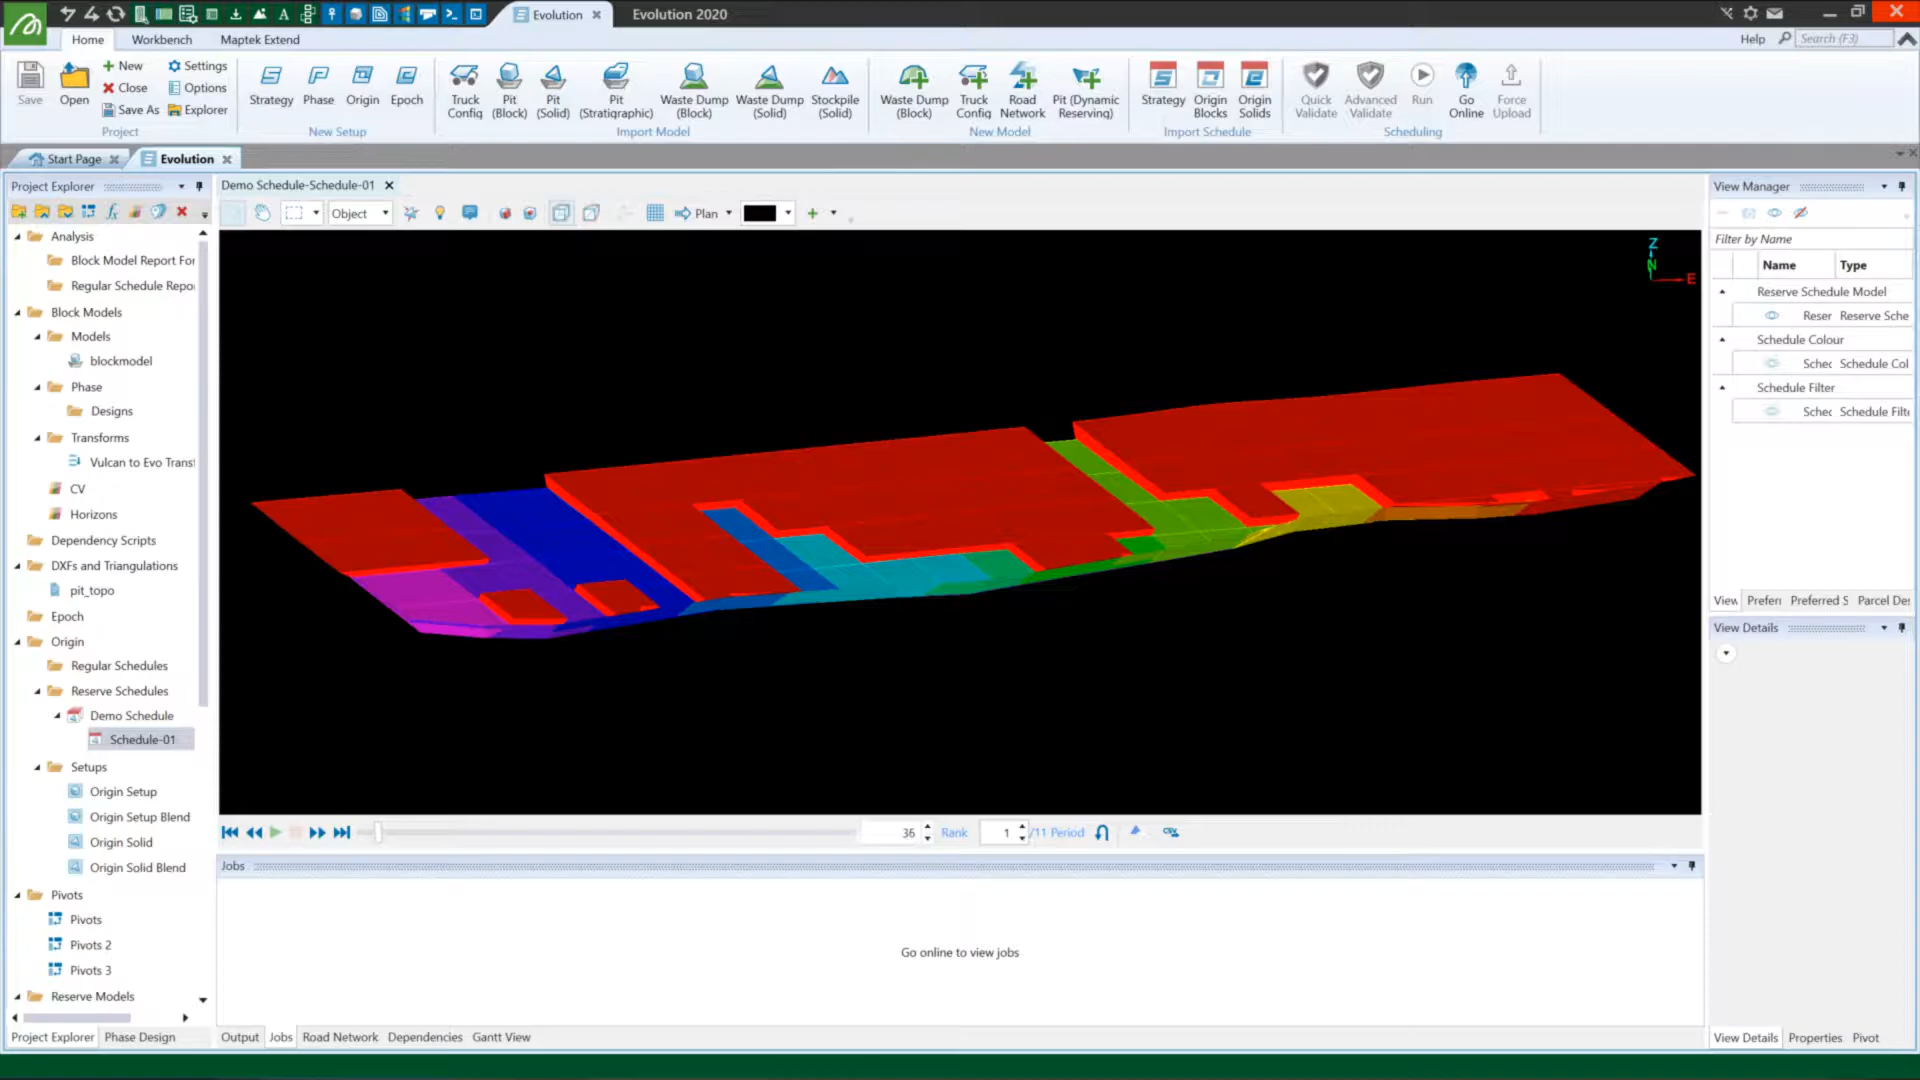 Evolution
Evolution 2020
Home
Workbench
Maptek Extend
Help
Search (F3)
Save
Open
New
Close
Save As
Settings
Options
Explorer
Project
Strategy
Phase
Origin
Epoch
New Setup
Truck Config
Pit (Block)
Pit (Solid)
Pit (Stratigraphic)
Waste Dump (Block)
Waste Dump (Solid)
Stockpile (Solid)
Import Model
Waste Dump (Block)
Truck Config
Road Network
Pit (Dynamic Reserving)
New Model
Strategy
Origin Blocks
Origin Solids
Import Schedule
Quick Validate
Advanced Validate
Run
Go Online
Force Upload
Scheduling
Start Page
Evolution
Project Explorer
Analysis
Block Model Report For
Regular Schedule Repo
Block Models
Models
blockmodel
Phase
Designs
Transforms
Vulcan to Evo Trans
CV
Horizons
Dependency Scripts
DXFs and Triangulations
pit_topo
Epoch
Origin
Regular Schedules
Reserve Schedules
Demo Schedule
Schedule-01
Setups
Origin Setup
Origin Setup Blend
Origin Solid
Origin Solid Blend
Pivots
Pivots
Pivots 2
Pivots 3
Reserve Models
Project Explorer
Phase Design
Demo Schedule-Schedule-01
Object
Plan
Z
N
E
36
Rank
1
/11 Period
CSV
Jobs
Go online to view jobs
Output
Jobs
Road Network
Dependencies
Gantt View
View Manager
Filter by Name
Name
Type
Reserve Schedule Model
Reser
Reserve Sche
Schedule Colour
Schec
Schedule Col
Schedule Filter
Schec
Schedule Filt
View
Prefen
Preferred S
Parcel Des
View Details
View Details
Properties
Pivot